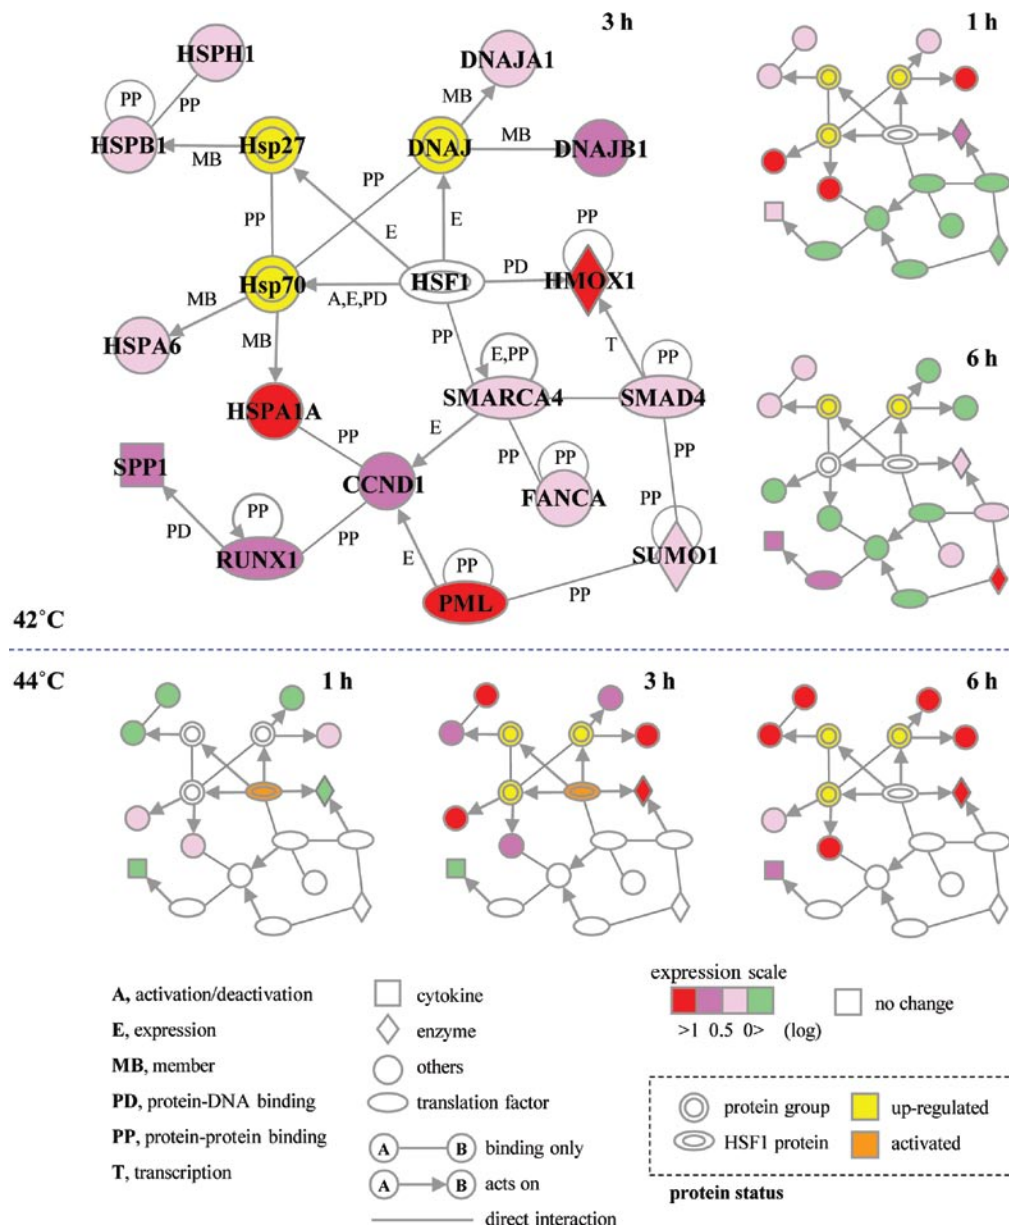 3 h
1 h
HSPH1
DNAJA1
PP
PP
MB
HSPB1
Hsp27
DNAJ
DNAJB1
MB
MB
PP
PP
E
E
PP
Hsp70
HSF1
PD
HMOX1
A,E,PD
MB
HSPA6
MB
PP
T
E,PP
PP
6 h
HSPA1A
SMARCA4
SMAD4
PP
E
SPP1
CCND1
PP
PP
PP
FANCA
PD
PP
PP
PP
RUNX1
E
PP
SUMO1
PML
PP
42°C
44°C
1 h
3 h
6 h
A, activation/deactivation
E, expression
MB, member
PD, protein-DNA binding
PP, protein-protein binding
T, transcription
cytokine
enzyme
others
translation factor
A B binding only
A B acts on
direct interaction
expression scale
>1 0.5 0> (log)
no change
protein group
up-regulated
HSF1 protein
activated
protein status